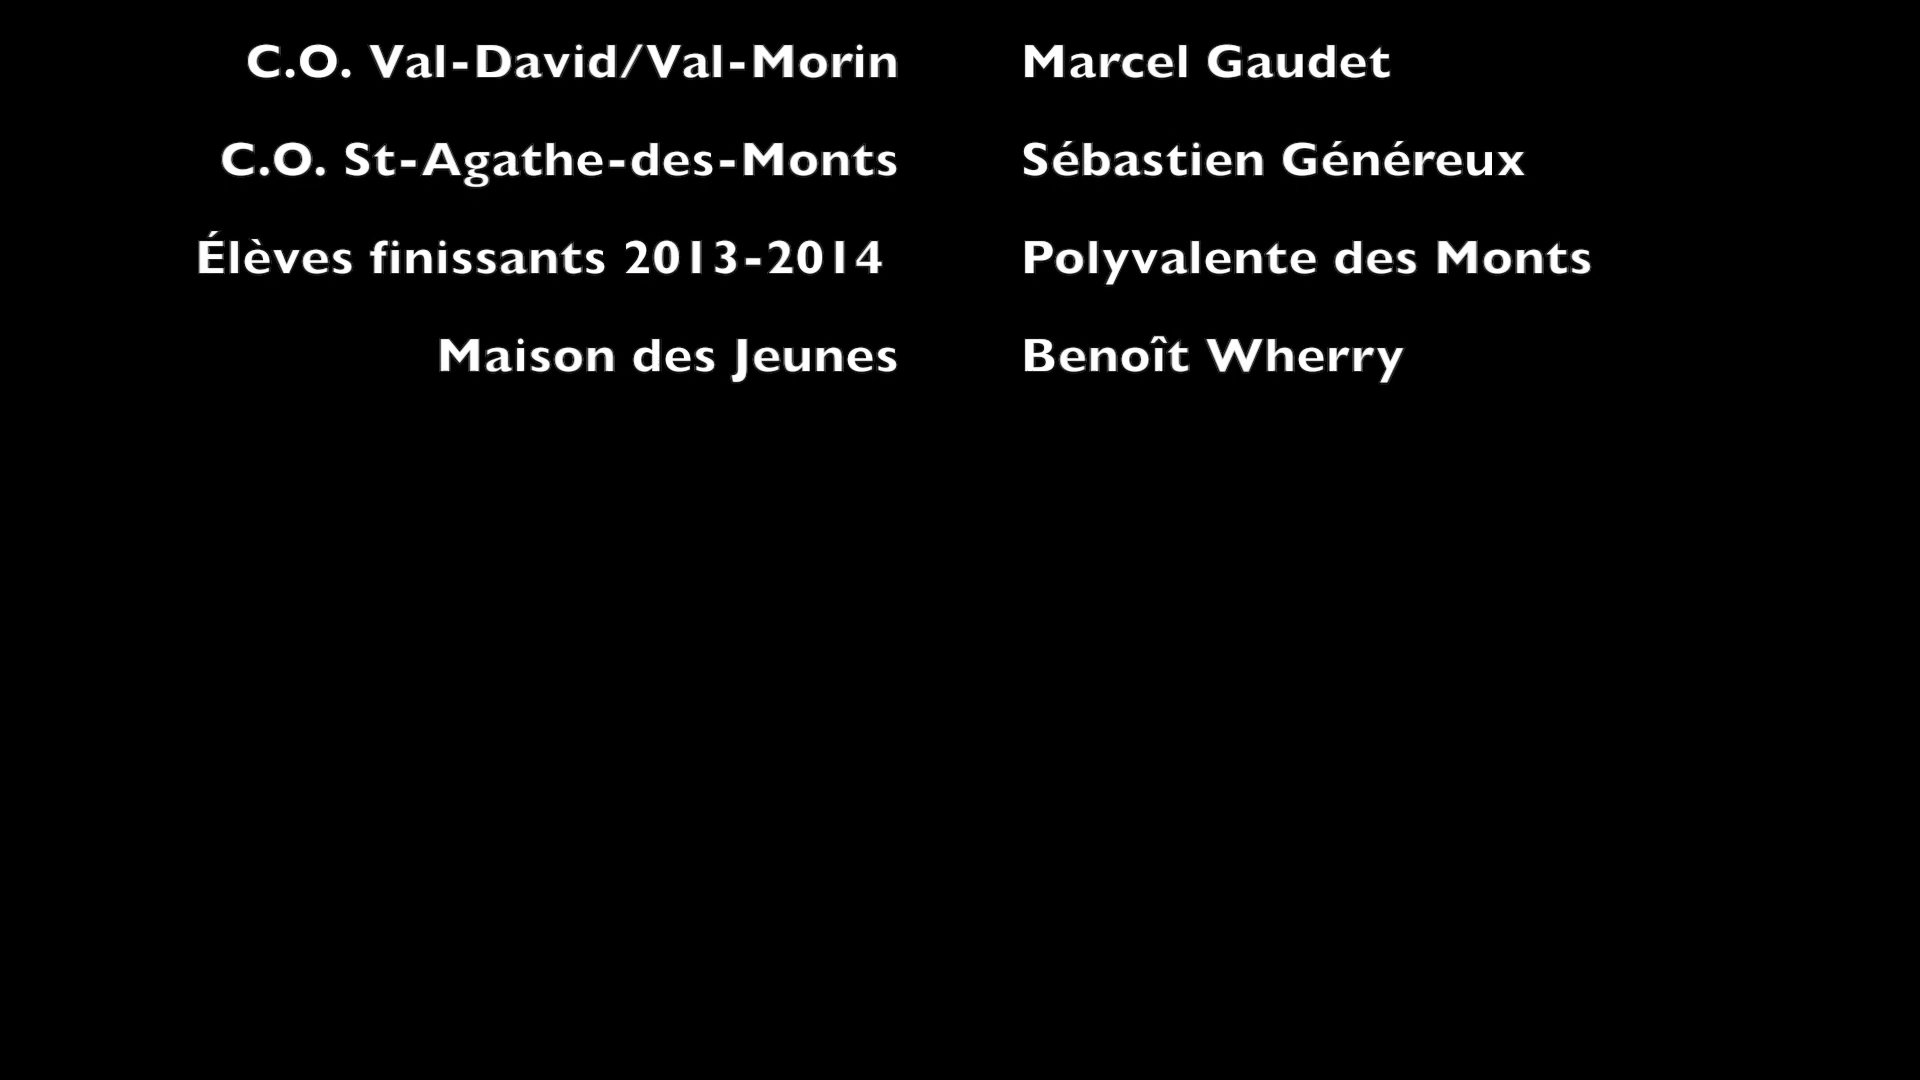 C.O. Val-David/Val-Morin Marcel Gaudet
C.O. St-Agathe-des-Monts Sébastien Généreux
Élèves finissants 2013-2014 Polyvalente des Monts
Maison des Jeunes Benoît Wherry